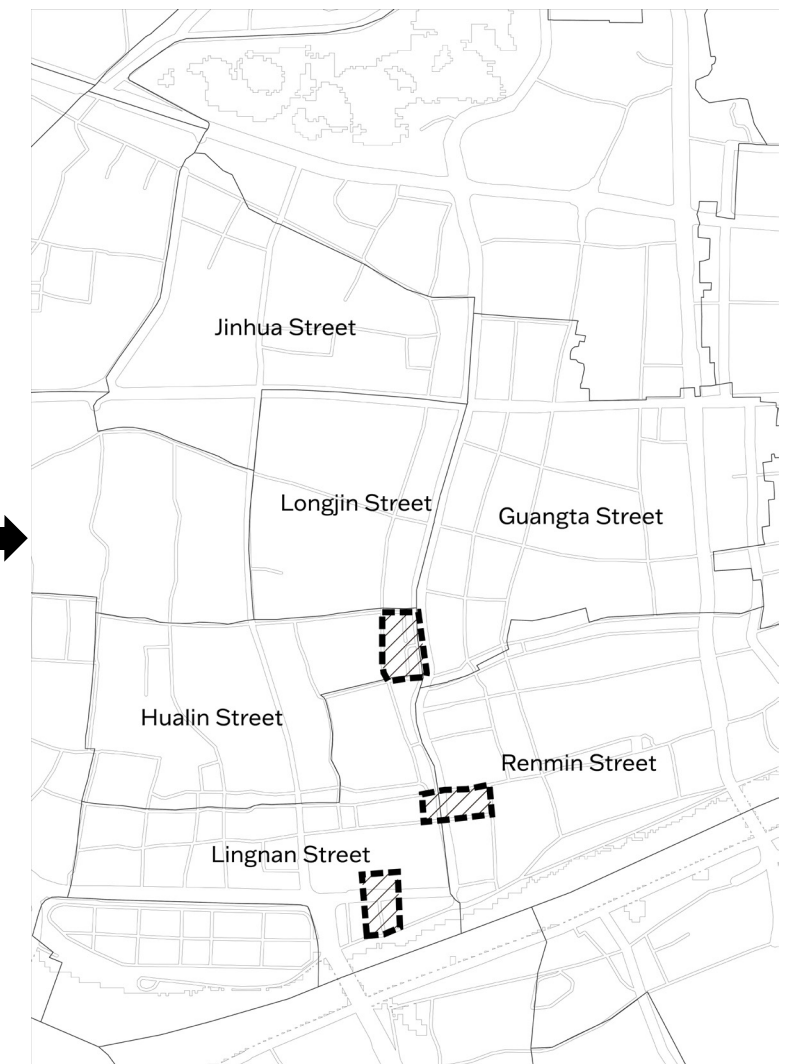 Jinhua Street
Longjin Street
Guangta Street
Hualin Street
Renmin Street
Lingnan Street